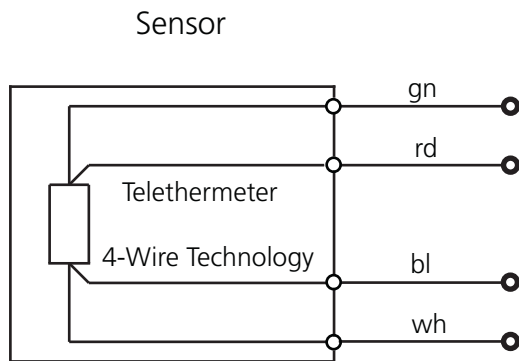 Sensor
gn
rd
Telethermeter
4-Wire Technology
bl
wh